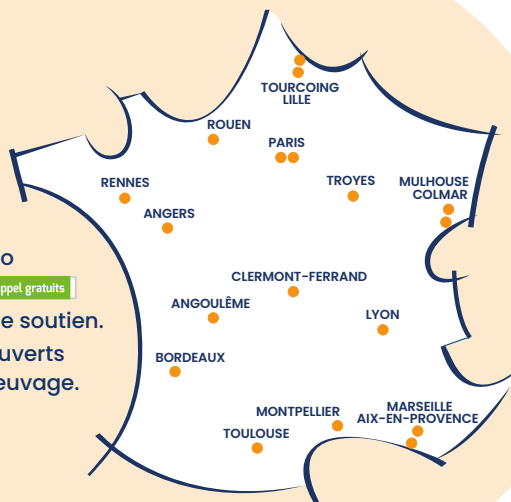 TOURCOING
LILLE
ROUEN
PARIS
RENNES
TROYES
MULHOUSE
COLMAR
ANGERS
CLERMONT-FERRAND
ANGOULÊME
LYON
BORDEAUX
MONTPELLIER
MARSEILLE
AIX-EN-PROVENCE
TOULOUSE
o
ppel gratuits
e soutien.
uverts
euvage.